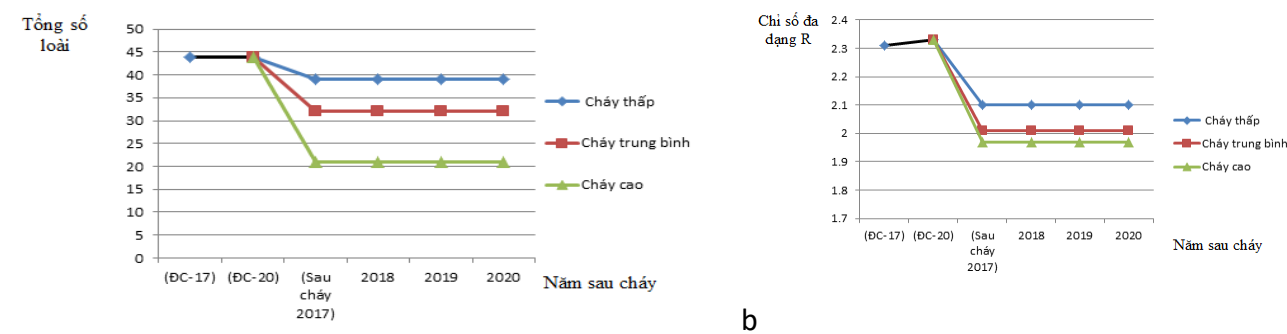 Tổng số
loài
50
45
40
35
30
25
20
15
10
5
0
(ĐC-17) (ĐC-20) (Sau 2018 2019 2020
cháy
2017)
Năm sau cháy
Cháy thấp
Cháy trung bình
Cháy cao
Chỉ số đa
dạng R
2.4
2.3
2.2
2.1
2
1.9
1.8
1.7
(ĐC-17) (ĐC-20) (Sau 2018 2019 2020
cháy
2017)
Năm sau cháy
Cháy thấp
Cháy trung bình
Cháy cao
b